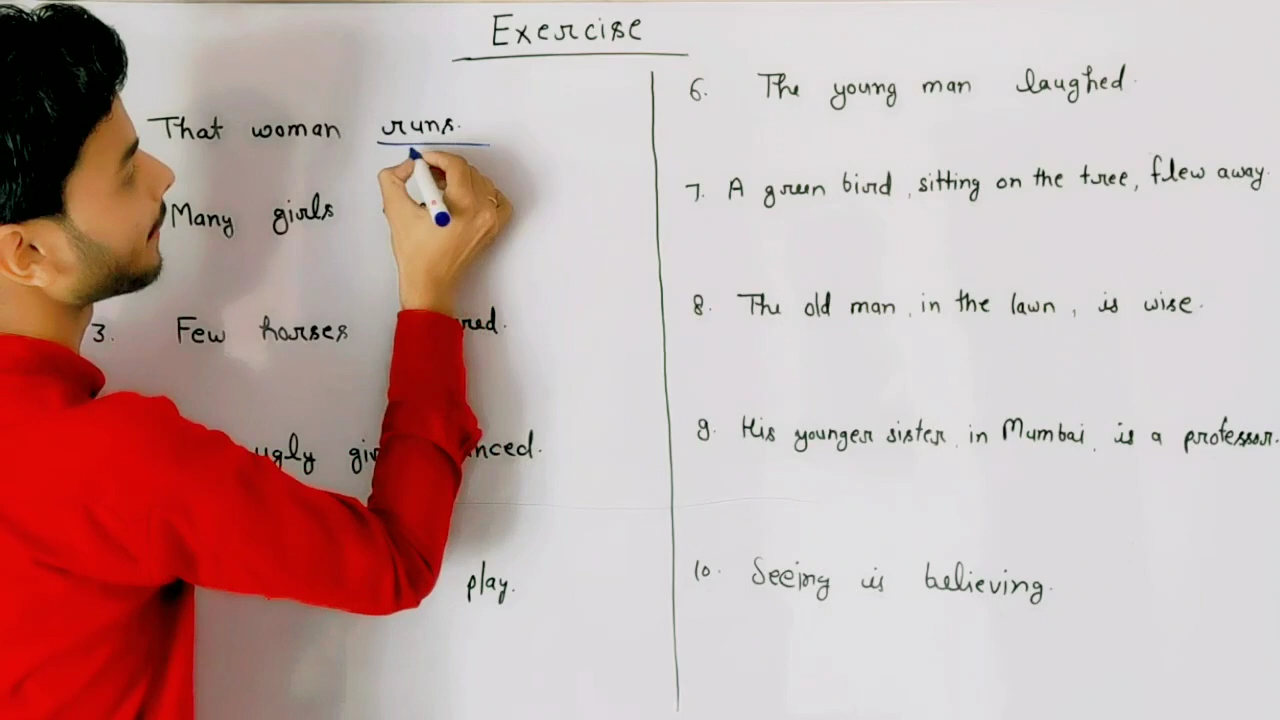 Exercise
That woman runs.
Many girls
3. Few horses
ugly
play.
6. The young man laughed.
7. A green bird, sitting on the tree, flew away.
8. The old man, in the lawn, is wise.
9. His younger sister, in Mumbai, is a professor.
10. Seeing is believing.